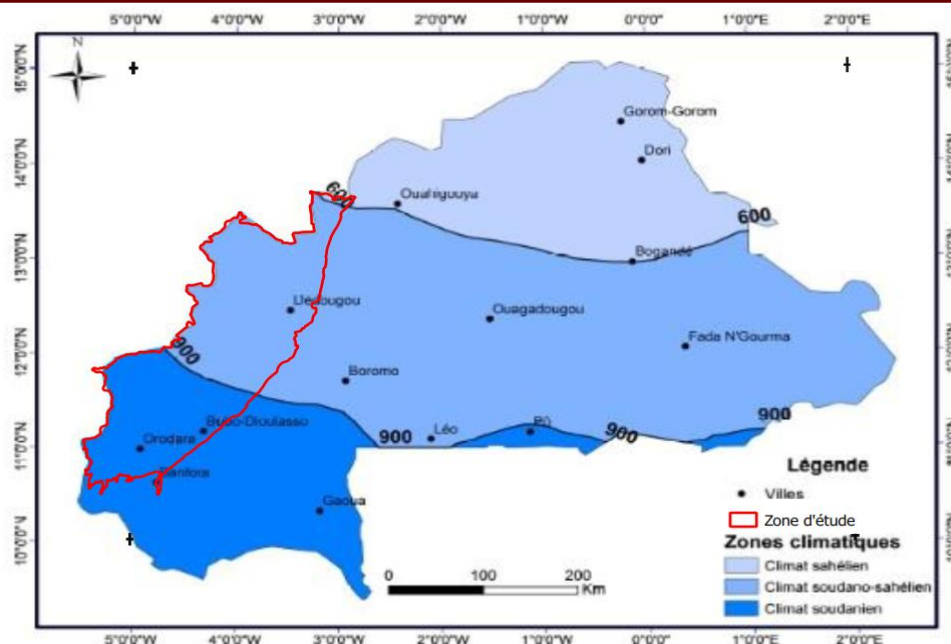 5°0'0"W 4°0'0"W 3°0'0"W 2°0'0"W 1°0'0"W 0°0'0"W 1°0'0"E 2°0'0"E
N
15°0'0"N
Gorom-Gorom
Dori
14°0'0"N
600
Ouahigouya
600
13°0'0"N
Bogandé
Dédougou
Ouagadougou
Fada N'Gourma
12°0'0"N
900
Boromo
900
Bobo-Dioulasso
900
Léo
Pô
900
Orodara
11°0'0"N
Banfora
Gaoua
10°0'0"N
Légende
Villes
Zone d'étude
Zones climatiques
Climat sahélien
Climat soudano-sahélien
Climat soudanien
0 100 200
Km
5°0'0"W 4°0'0"W 3°0'0"W 2°0'0"W 1°0'0"W 0°0'0"W 1°0'0"E 2°0'0"E